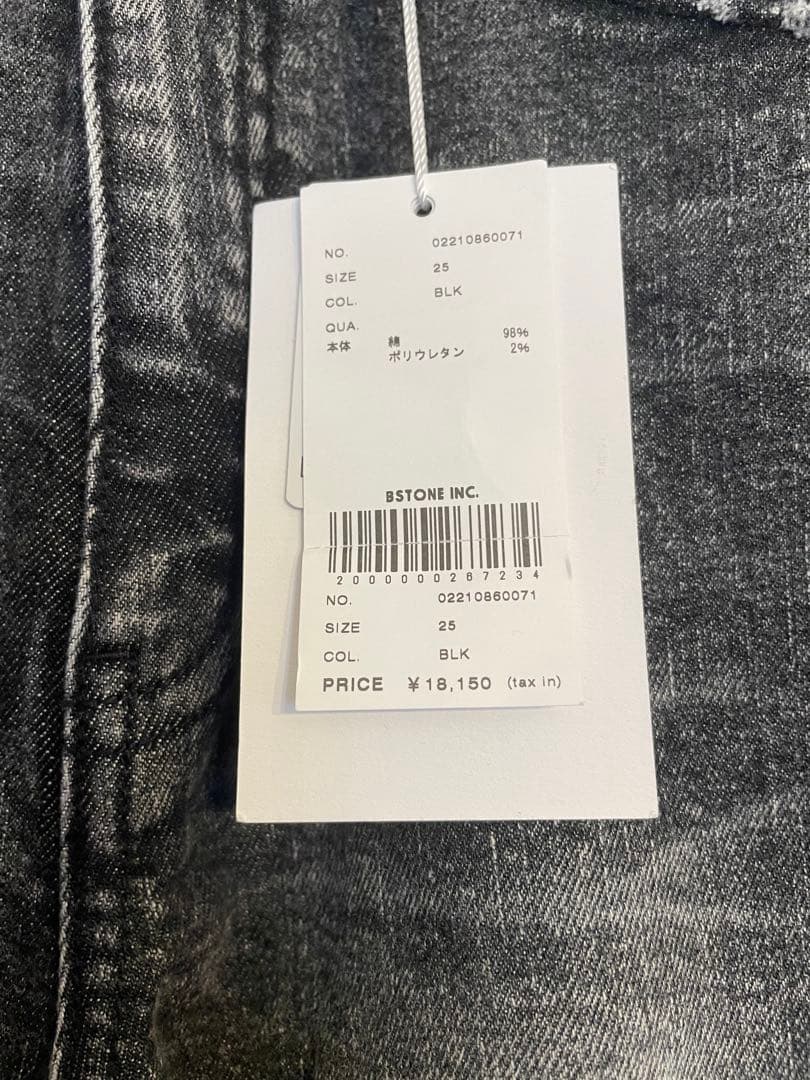 NO. 02210860071
SIZE 25
COL. BLK
QUA.
本体 綿 98%
ポリウレタン 2%
BSTONE INC.
2000000267234
NO. 02210860071
SIZE 25
COL. BLK
PRICE ¥18,150 (tax in)